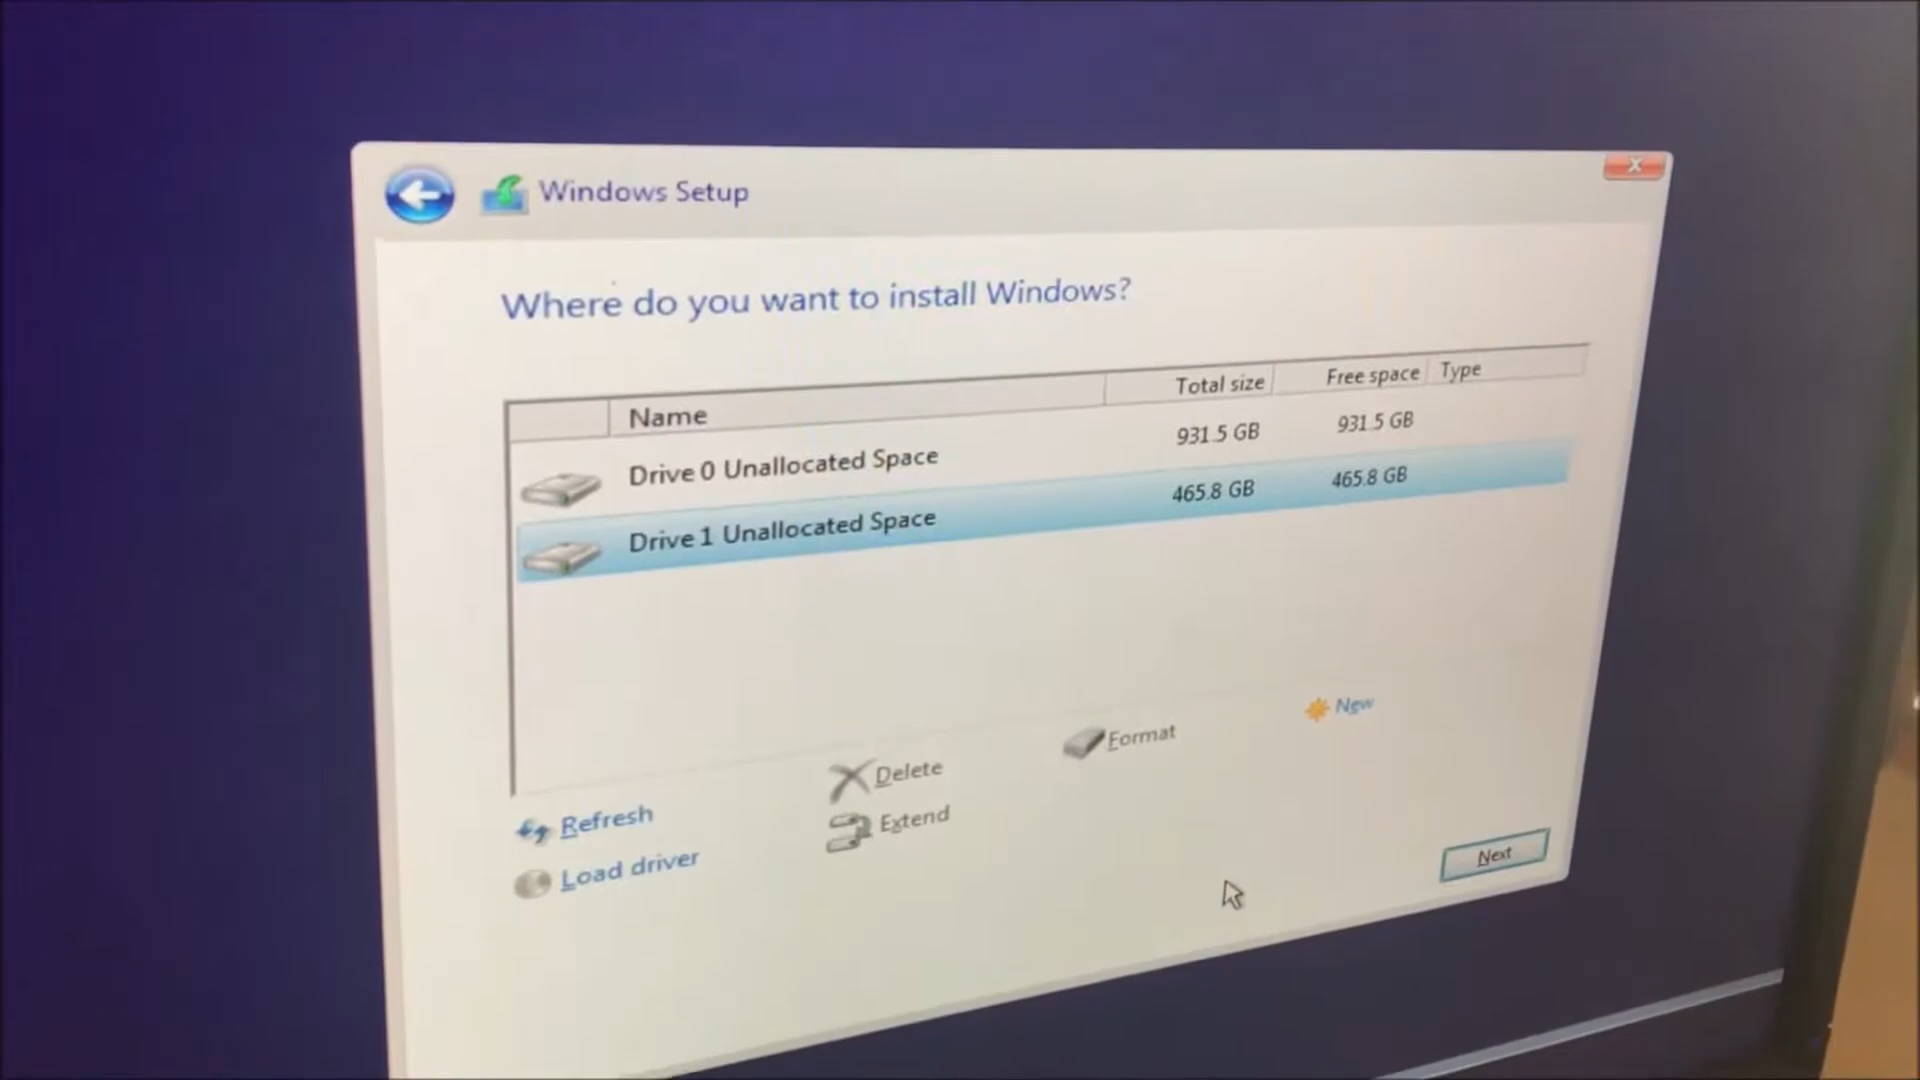 Windows Setup
Where do you want to install Windows?
Name Total size Free space Type
Drive 0 Unallocated Space 931.5 GB 931.5 GB
Drive 1 Unallocated Space 465.8 GB 465.8 GB
Refresh Delete Format New
Load driver Extend
Next